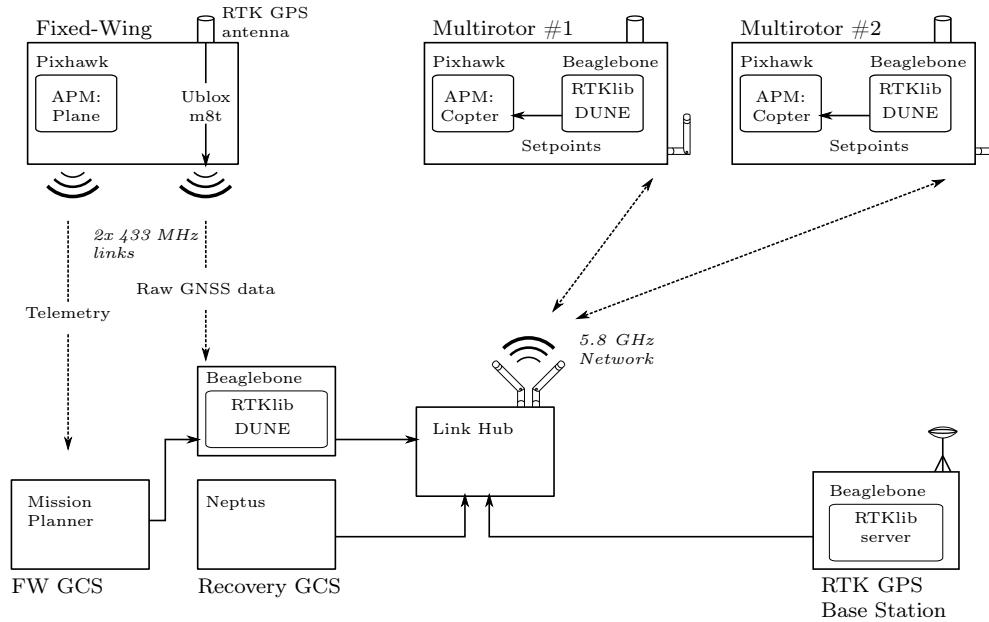 Fixed-Wing
RTK GPS
antenna
Pixhawk
APM:
Plane
Ublox
m8t
Multirotor #1
Pixhawk
Beaglebone
APM:
Copter
RTKlib
DUNE
Setpoints
Multirotor #2
Pixhawk
Beaglebone
APM:
Copter
RTKlib
DUNE
Setpoints
2x 433 MHz
links
Raw GNSS data
Telemetry
5.8 GHz
Network
Beaglebone
RTKlib
DUNE
Link Hub
Mission
Planner
FW GCS
Neptus
Recovery GCS
Beaglebone
RTKlib
server
RTK GPS
Base Station